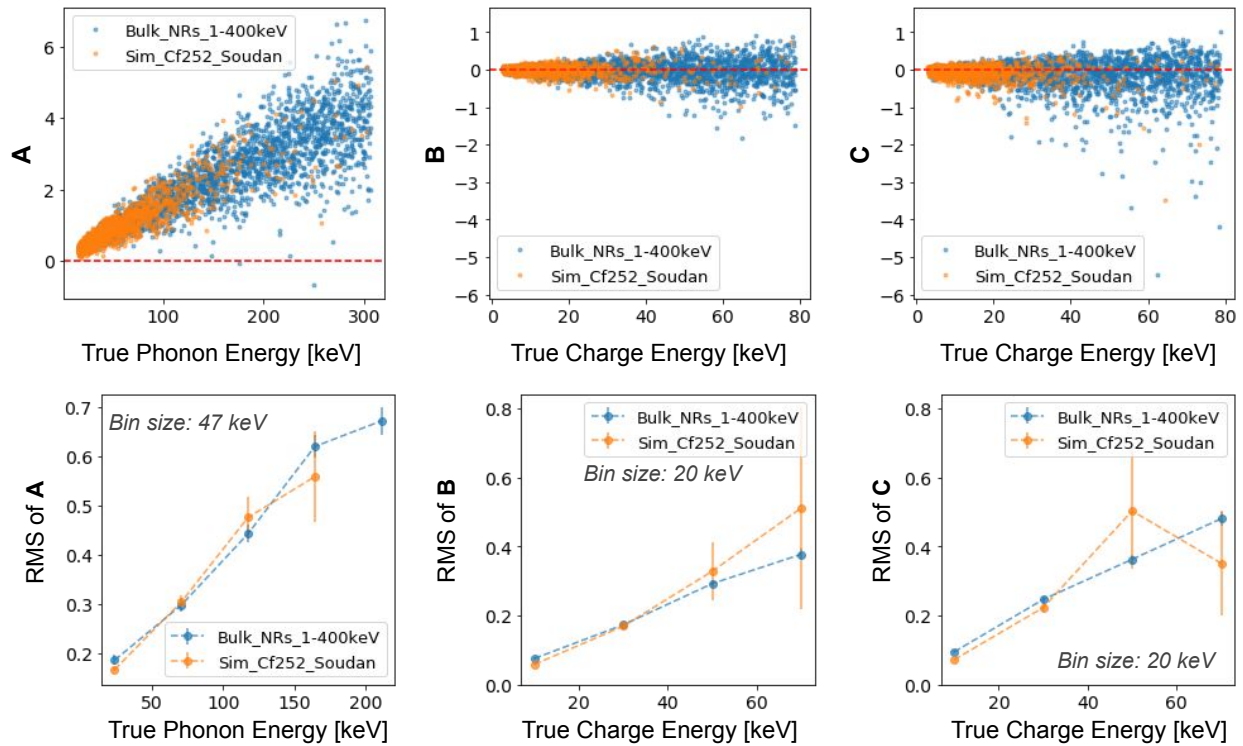 Bulk_NRs_1-400keV
Sim_Cf252_Soudan
6
4
2
0
A
100
200
300
True Phonon Energy [keV]
1
0
−1
−2
−3
−4
−5
−6
B
Bulk_NRs_1-400keV
Sim_Cf252_Soudan
0
20
40
60
80
True Charge Energy [keV]
1
0
−1
−2
−3
−4
−5
−6
C
Bulk_NRs_1-400keV
Sim_Cf252_Soudan
0
20
40
60
80
True Charge Energy [keV]
0.7
0.6
0.5
0.4
0.3
0.2
RMS of A
Bin size: 47 keV
Bulk_NRs_1-400keV
Sim_Cf252_Soudan
50
100
150
200
True Phonon Energy [keV]
0.8
0.6
0.4
0.2
0.0
RMS of B
Bulk_NRs_1-400keV
Sim_Cf252_Soudan
Bin size: 20 keV
20
40
60
True Charge Energy [keV]
0.8
0.6
0.4
0.2
0.0
RMS of C
Bulk_NRs_1-400keV
Sim_Cf252_Soudan
Bin size: 20 keV
20
40
60
True Charge Energy [keV]